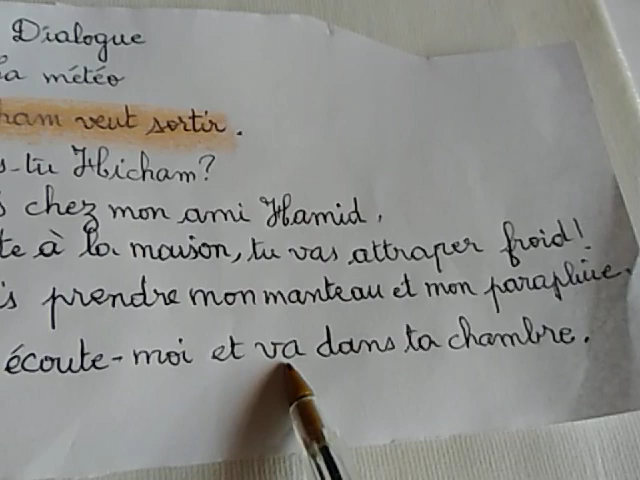 Dialogue
La météo
ham veut sortir.
s-tu Hicham?
s chez mon ami Hamid,
te à la maison, tu vas attraper froid!
is prendre mon manteau et mon parapluie.
écoute-moi et va dans ta chambre.